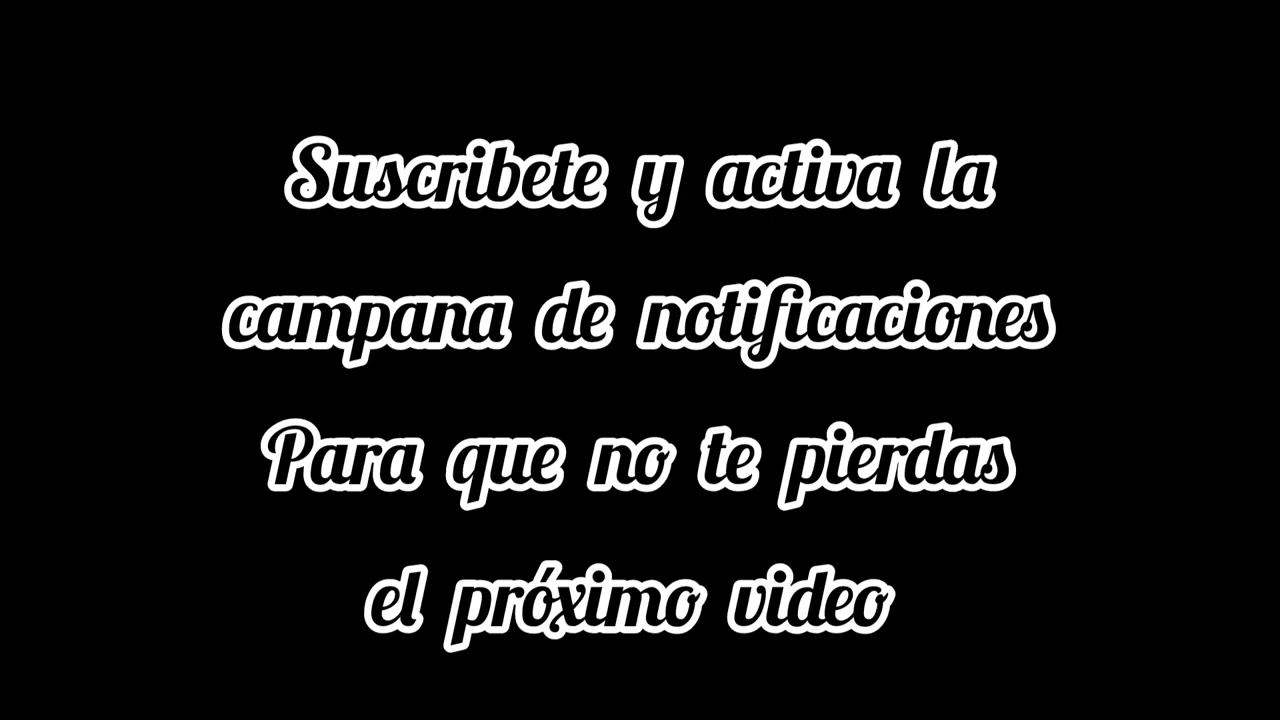 Suscribete y activa la
campana de notificaciones
Para que no te pierdas
el próximo video